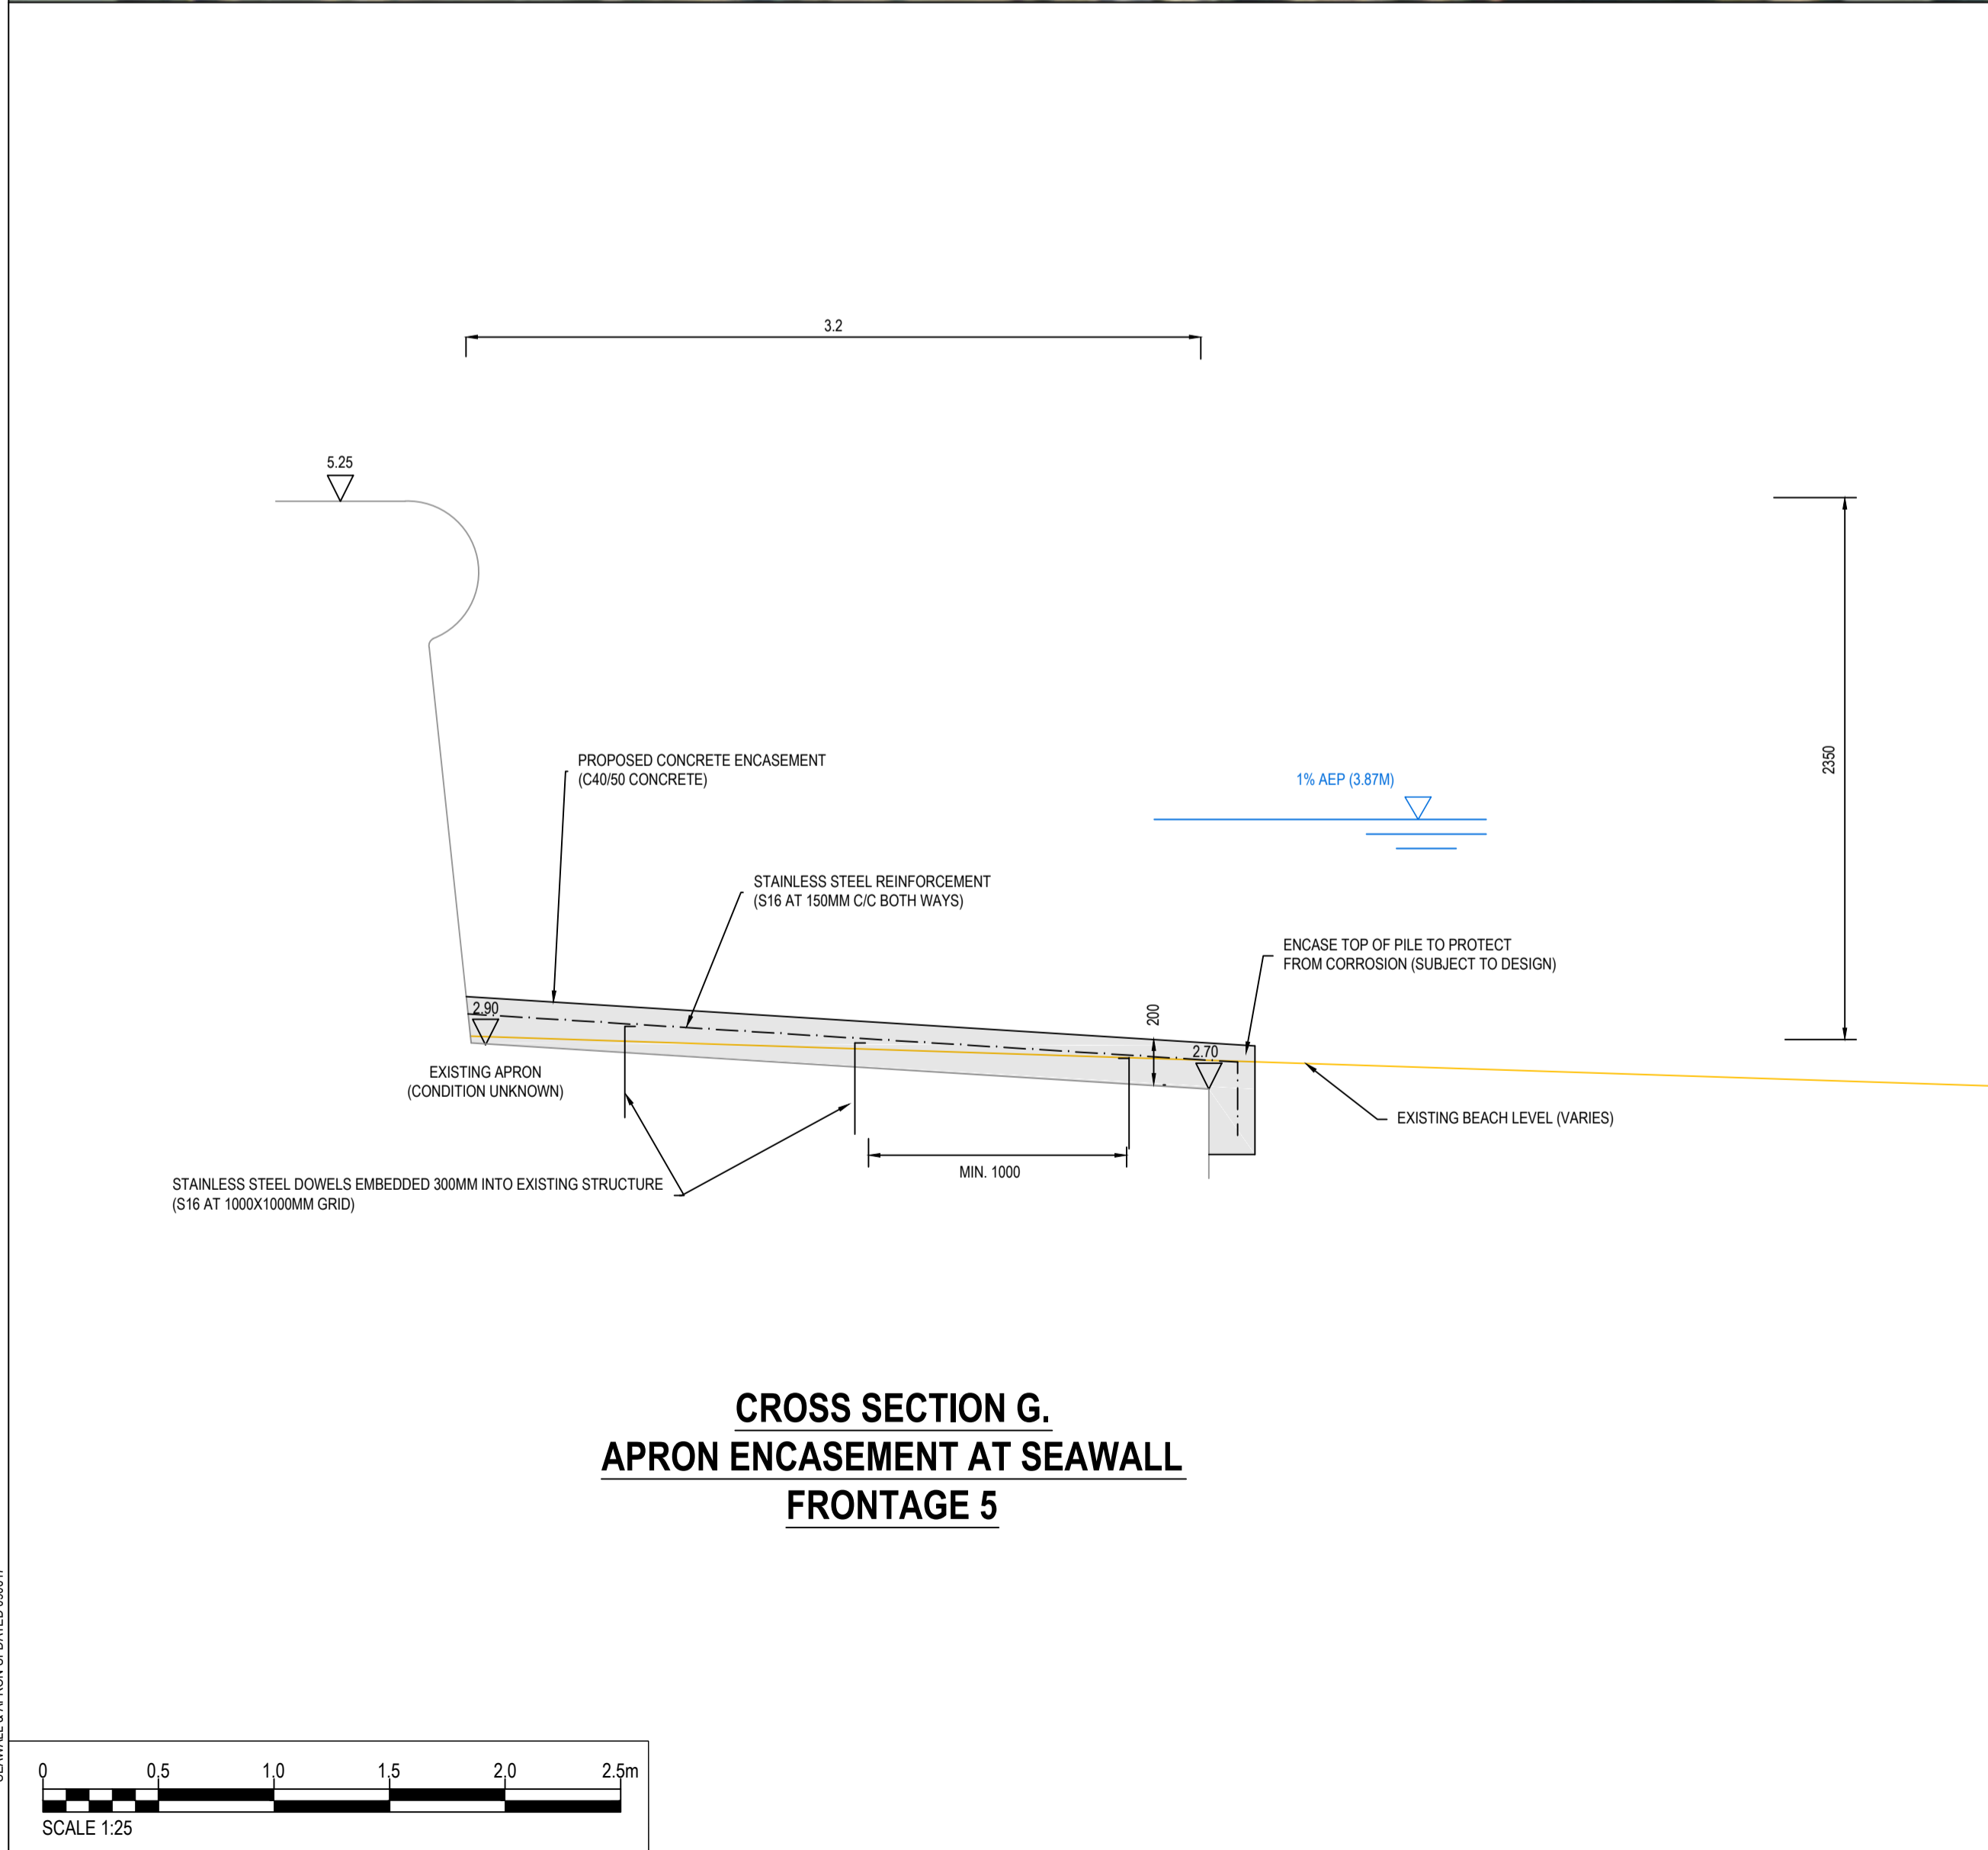 3.2
5.25
2350
PROPOSED CONCRETE ENCASEMENT
(C40/50 CONCRETE)
1% AEP (3.87M)
STAINLESS STEEL REINFORCEMENT
(S16 AT 150MM C/C BOTH WAYS)
ENCASE TOP OF PILE TO PROTECT
FROM CORROSION (SUBJECT TO DESIGN)
2.90
200
2.70
EXISTING APRON
(CONDITION UNKNOWN)
EXISTING BEACH LEVEL (VARIES)
MIN. 1000
STAINLESS STEEL DOWELS EMBEDDED 300MM INTO EXISTING STRUCTURE
(S16 AT 1000X1000MM GRID)
CROSS SECTION G.
APRON ENCASEMENT AT SEAWALL
FRONTAGE 5
0 0.5 1.0 1.5 2.0 2.5m
SCALE 1:25